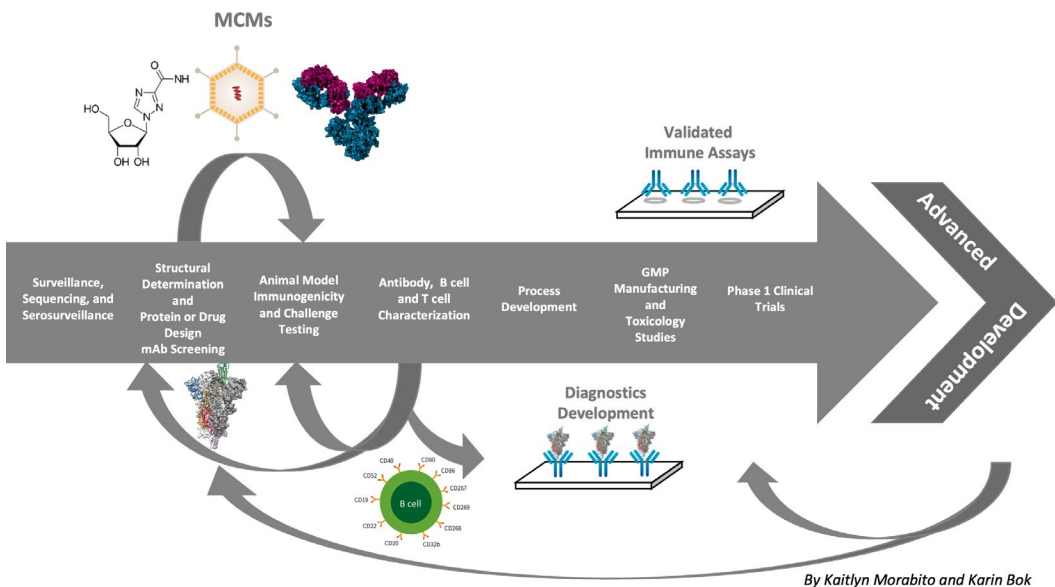 MCMs
O
NH
N
N
N
HO
O
OH OH
Validated
Immune Assays
Surveillance,
Sequencing, and
Serosurveillance
Structural
Determination
and
Protein or Drug
Design
mAb Screening
Animal Model
Immunogenicity
and Challenge
Testing
Antibody, B cell
and T cell
Characterization
Process
Development
GMP
Manufacturing
and
Toxicology
Studies
Phase 1 Clinical
Trials
Advanced
Development
Diagnostics
Development
CD40
CD80
CD52
CD86
CD267
CD19
B cell
CD269
CD22
CD268
CD20
CD32b
By Kaitlyn Morabito and Karin Bok